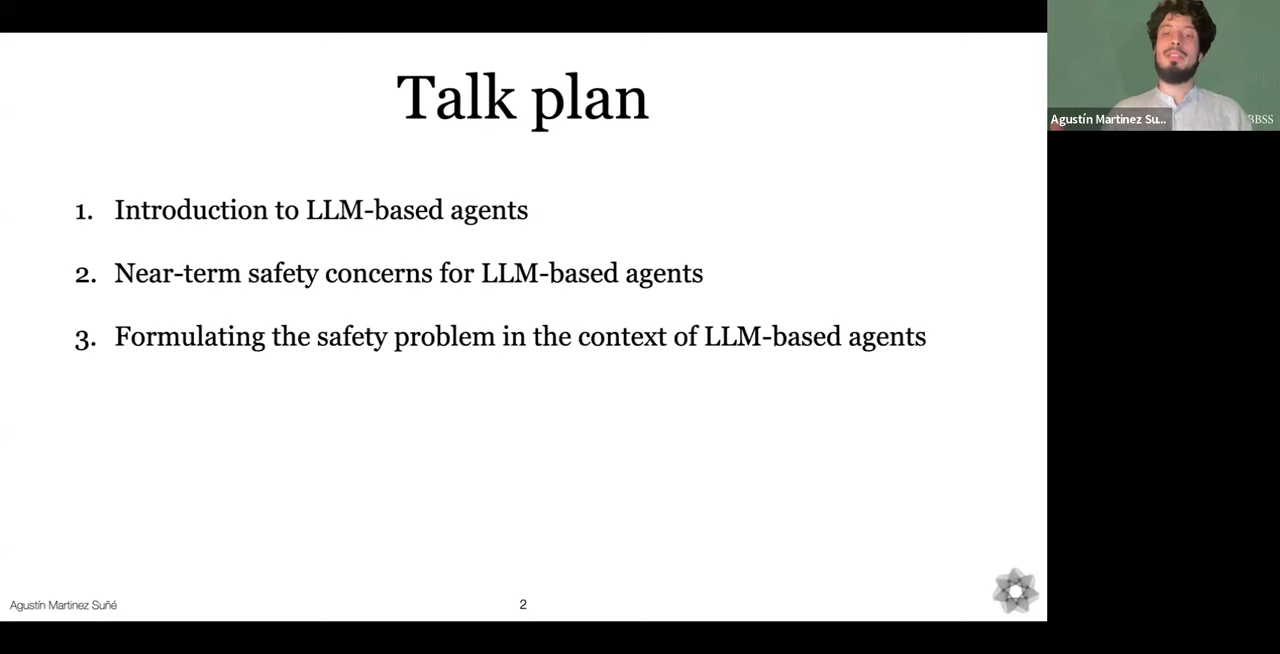 Talk plan
1. Introduction to LLM-based agents
2. Near-term safety concerns for LLM-based agents
3. Formulating the safety problem in the context of LLM-based agents
Agustín Martinez Suñé
2
Agustín Martinez Su...
BBSS